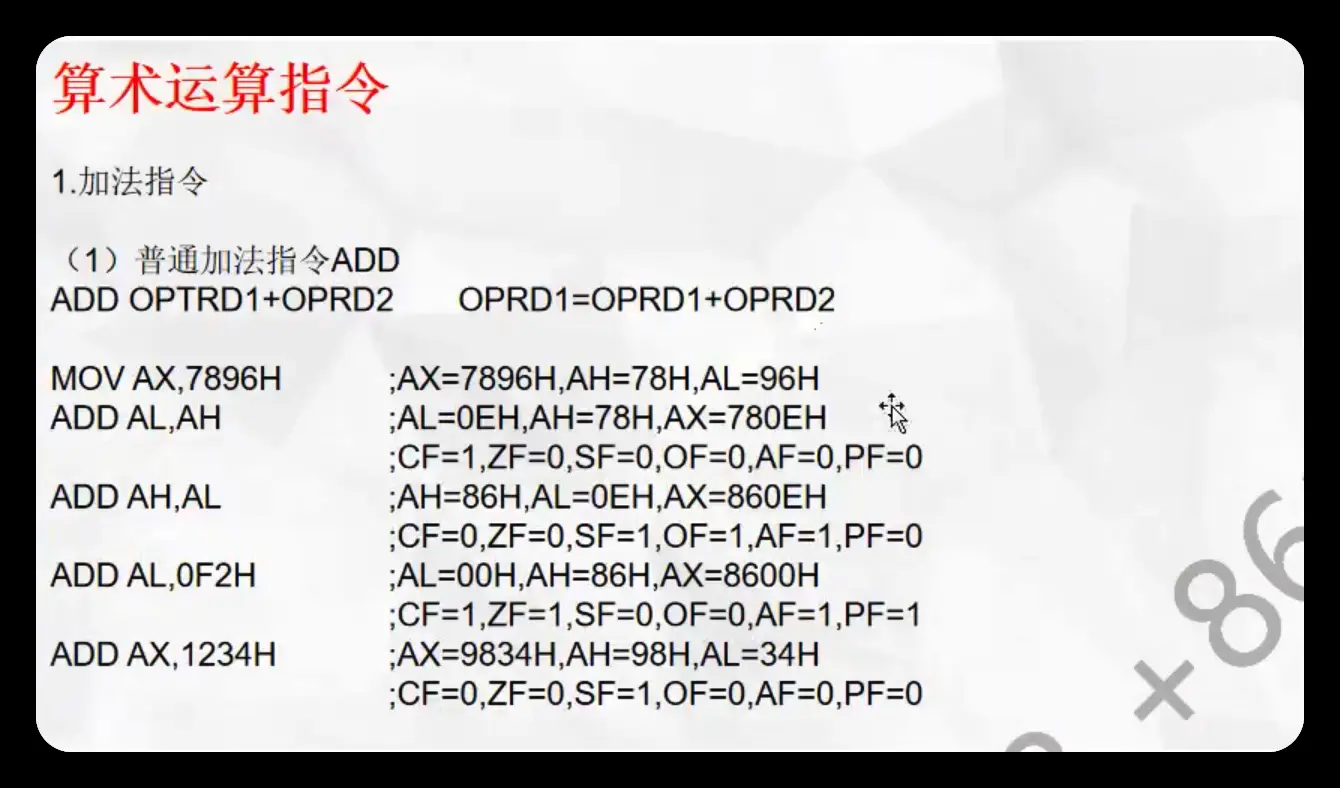 算术运算指令
1.加法指令
（1）普通加法指令ADD
ADD OPTRD1+OPRD2 OPRD1=OPRD1+OPRD2
MOV AX,7896H ;AX=7896H,AH=78H,AL=96H
ADD AL,AH ;AL=0EH,AH=78H,AX=780EH
;CF=1,ZF=0,SF=0,OF=0,AF=0,PF=0
ADD AH,AL ;AH=86H,AL=0EH,AX=860EH
;CF=0,ZF=0,SF=1,OF=1,AF=1,PF=0
ADD AL,0F2H ;AL=00H,AH=86H,AX=8600H
;CF=1,ZF=1,SF=0,OF=0,AF=1,PF=1
ADD AX,1234H ;AX=9834H,AH=98H,AL=34H
;CF=0,ZF=0,SF=1,OF=0,AF=0,PF=0
×86